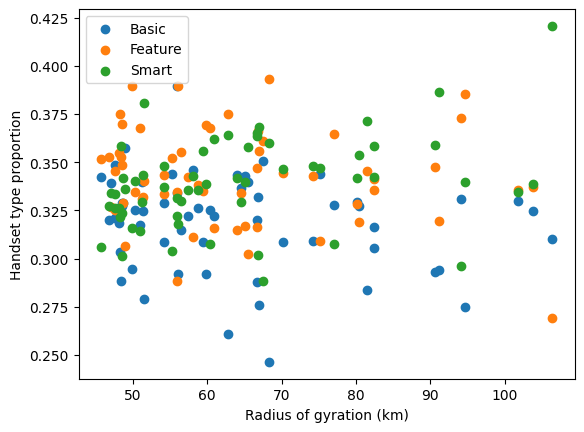 0.425
0.400
0.375
0.350
0.325
0.300
0.275
0.250
Handset type proportion
Basic
Feature
Smart
50 60 70 80 90 100
Radius of gyration (km)